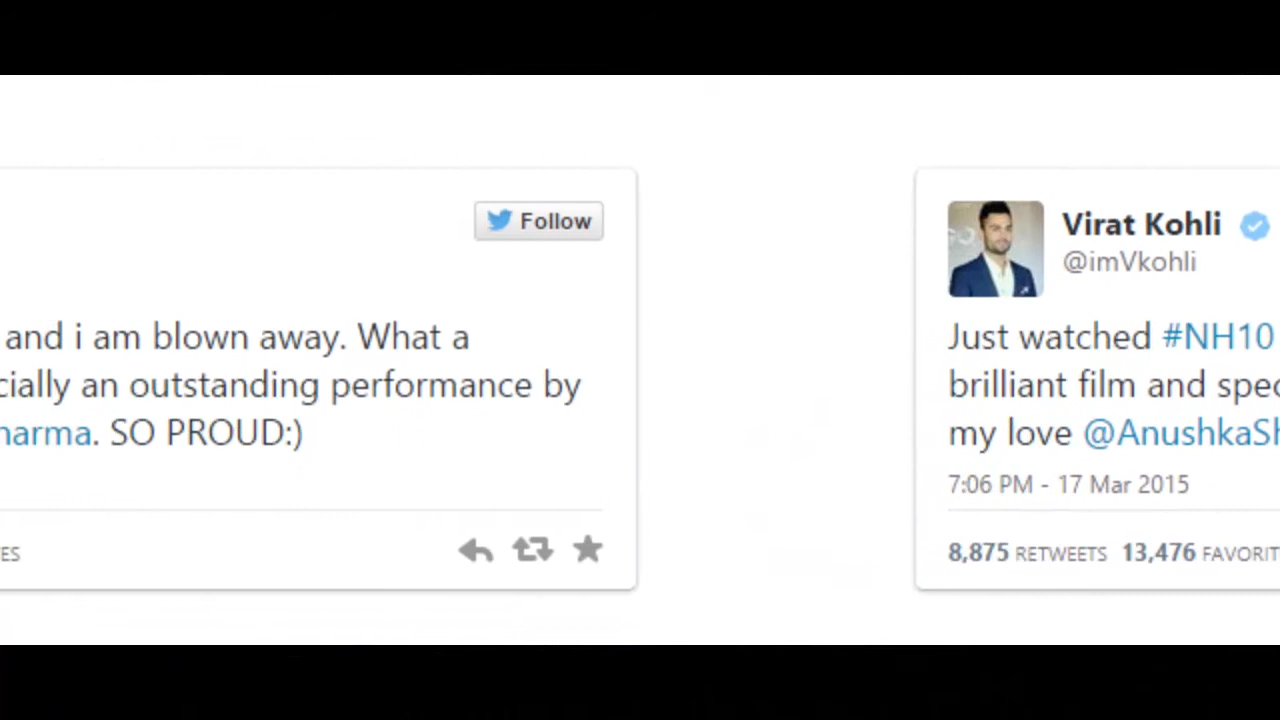 Follow
and i am blown away. What a
cially an outstanding performance by
harma. SO PROUD:)
ES
Virat Kohli
@imVkohli
Just watched #NH10
brilliant film and spec
my love @AnushkaSh
7:06 PM - 17 Mar 2015
8,875 RETWEETS 13,476 FAVORIT